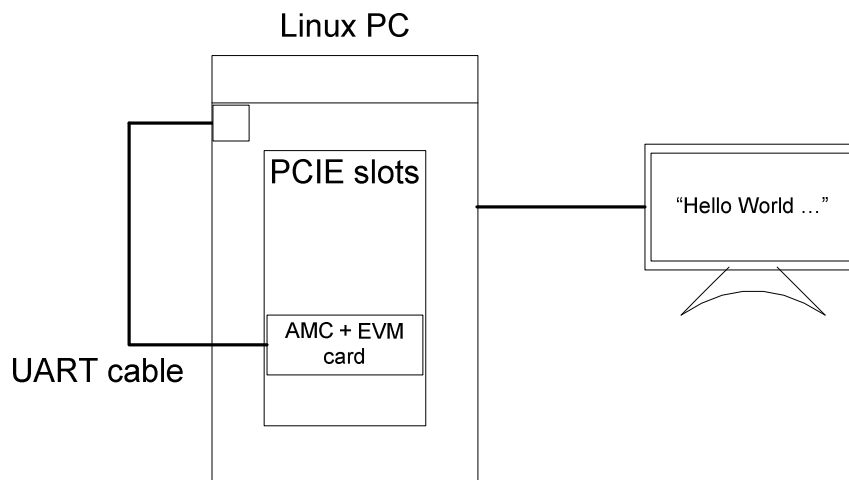 Linux PC
PCIE slots
“Hello World …”
AMC + EVM
card
UART cable